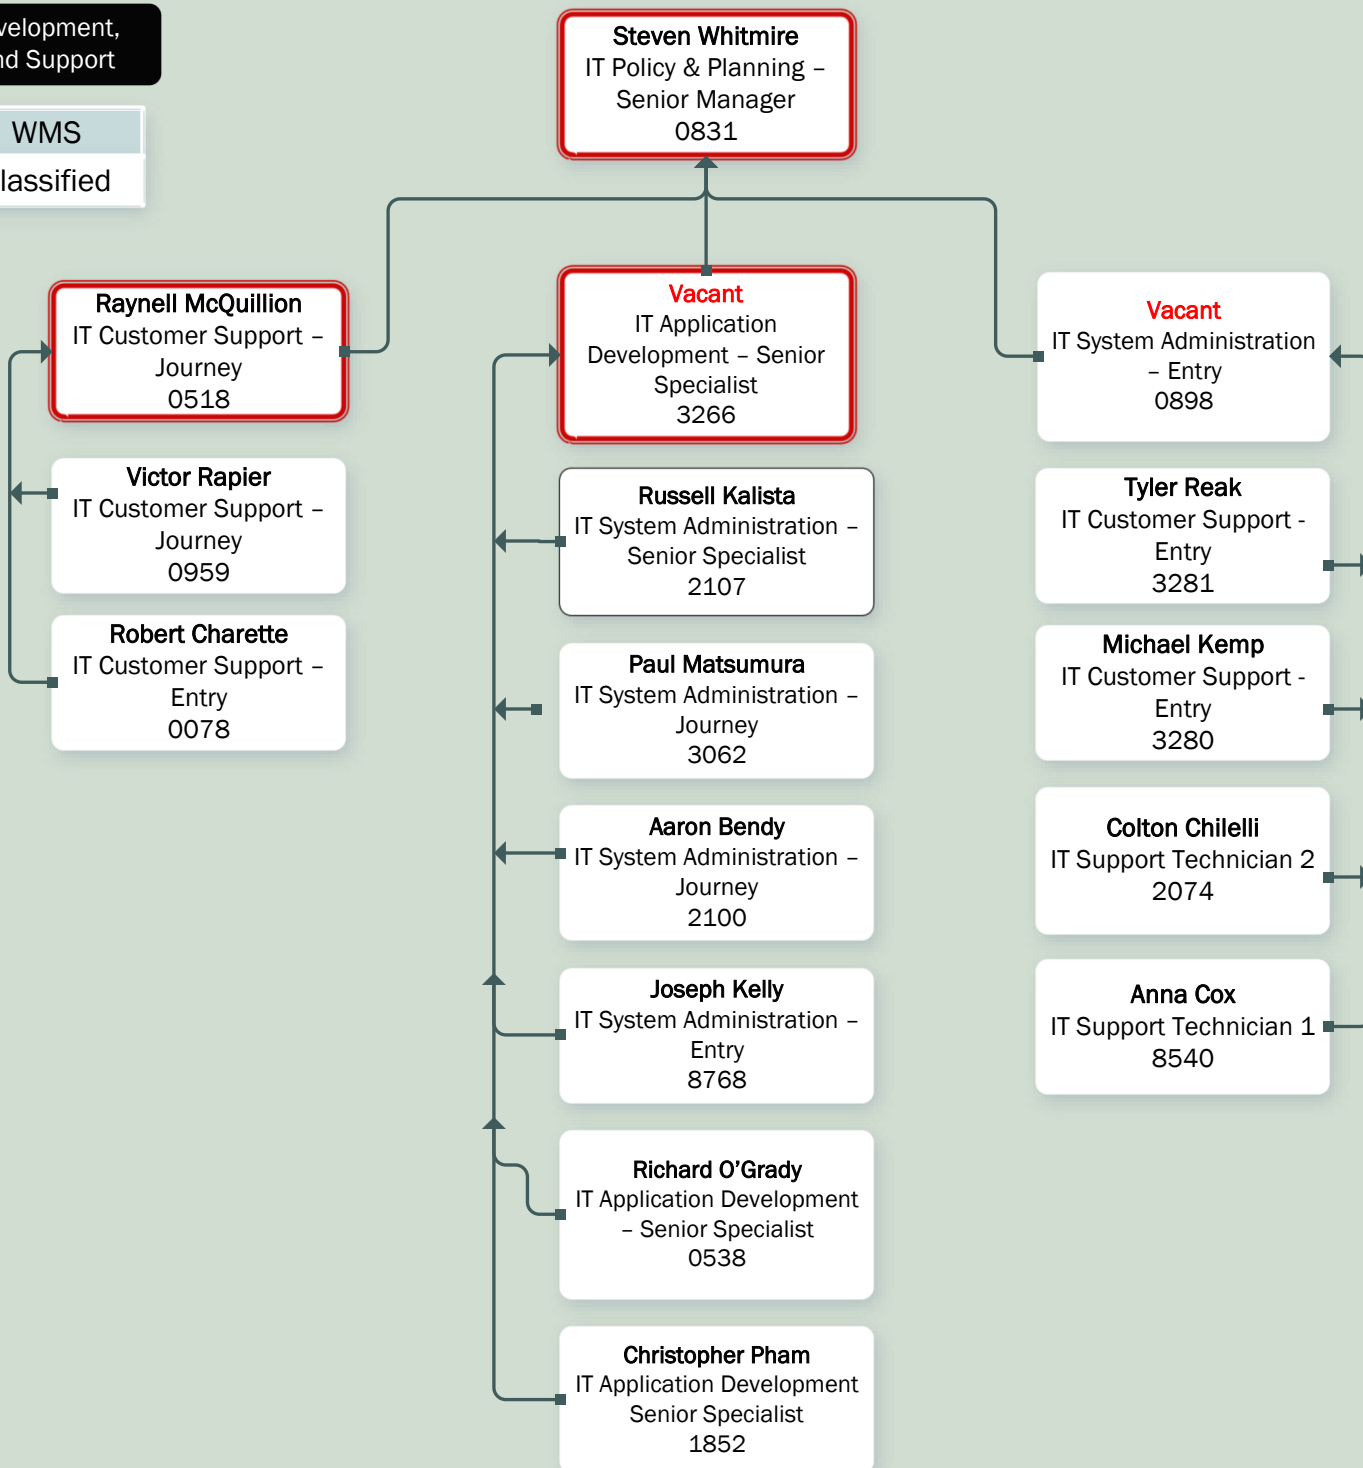 velopment,
nd Support
WMS
lassified
Steven Whitmire
IT Policy & Planning –
Senior Manager
0831
Raynell McQuillion
IT Customer Support –
Journey
0518
Victor Rapier
IT Customer Support –
Journey
0959
Robert Charette
IT Customer Support –
Entry
0078
Vacant
IT Application
Development – Senior
Specialist
3266
Russell Kalista
IT System Administration –
Senior Specialist
2107
Paul Matsumura
IT System Administration –
Journey
3062
Aaron Bendy
IT System Administration –
Journey
2100
Joseph Kelly
IT System Administration –
Entry
8768
Richard O’Grady
IT Application Development
– Senior Specialist
0538
Christopher Pham
IT Application Development
Senior Specialist
1852
Vacant
IT System Administration
– Entry
0898
Tyler Reak
IT Customer Support -
Entry
3281
Michael Kemp
IT Customer Support -
Entry
3280
Colton Chilelli
IT Support Technician 2
2074
Anna Cox
IT Support Technician 1
8540